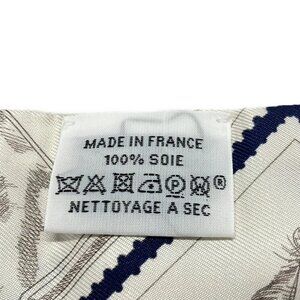 MADE IN FRANCE
100% SOIE
®
NETTOYAGE A SEC